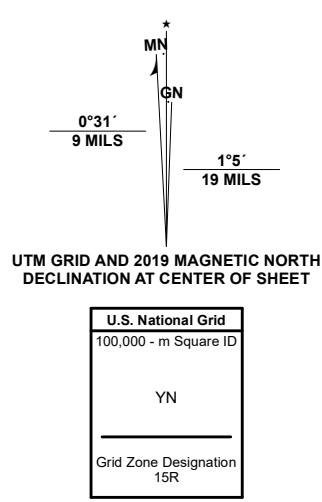 MN
GN
0°31´
9 MILS
1°5´
19 MILS
UTM GRID AND 2019 MAGNETIC NORTH
DECLINATION AT CENTER OF SHEET
U.S. National Grid
100,000 - m Square ID
YN
Grid Zone Designation
15R